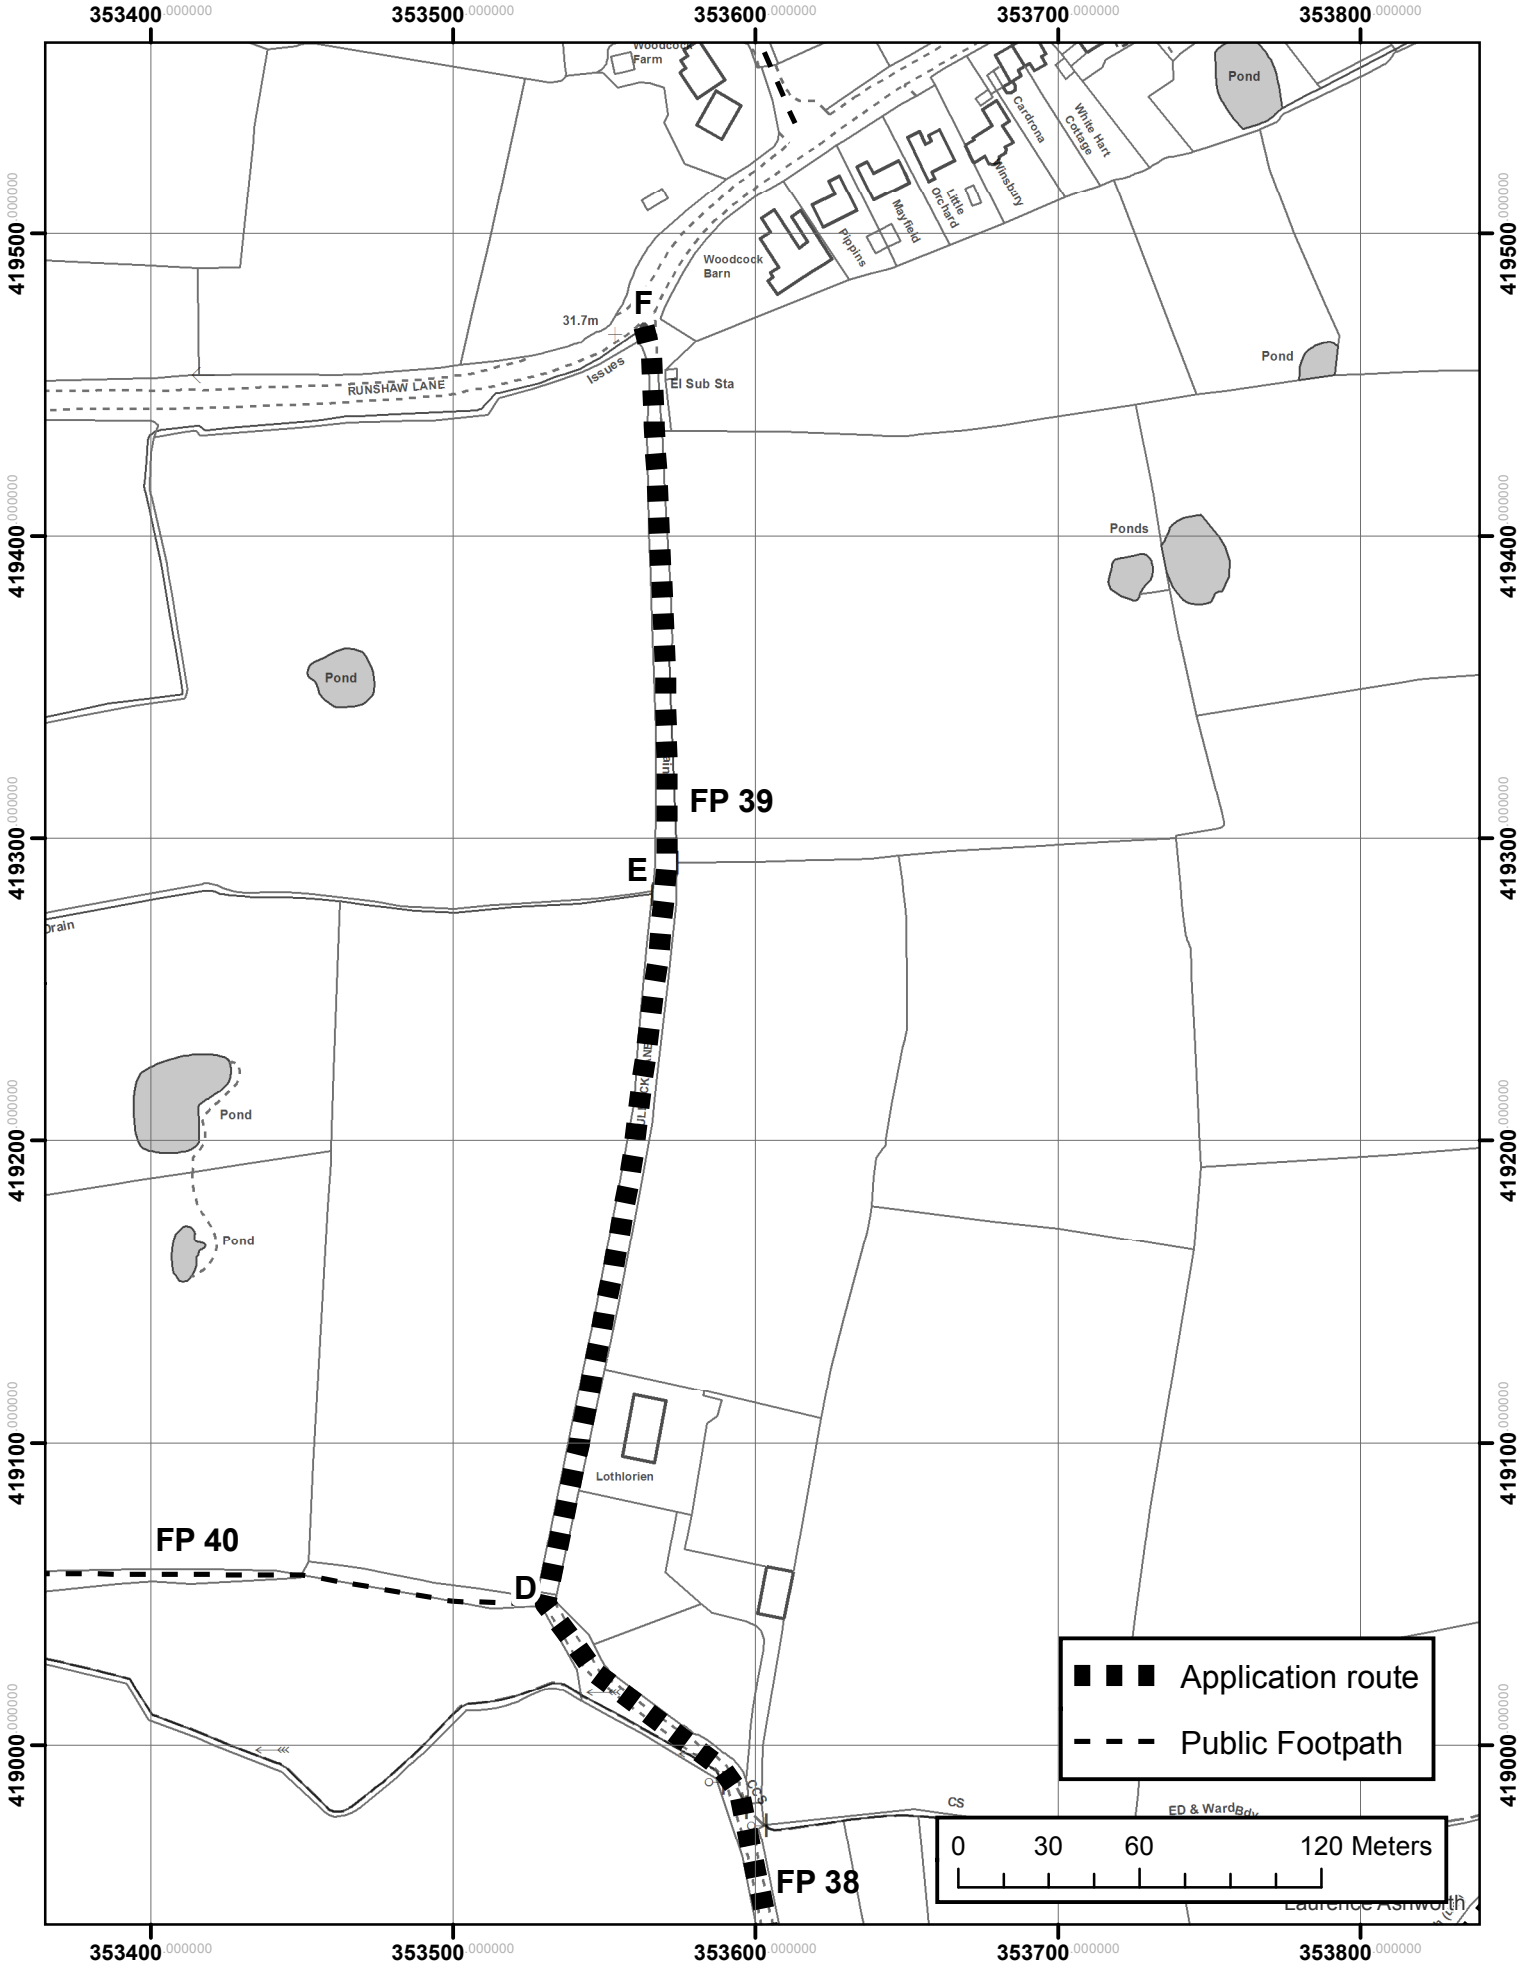 353400.000000 353500.000000 353600.000000 353700.000000 353800.000000
Woodcock
Farm
Pond
Cardrona
White Hart
Cottage
Winsbury
Little
Orchard
Mayfield
Pippins
Woodcock
Barn
419500.000000
419500.000000
F
31.7m
Issues
RUNSHAW LANE
El Sub Sta
Pond
419400.000000
419400.000000
Ponds
Pond
FP 39
419300.000000
419300.000000
E
Drain
Pond
419200.000000
419200.000000
Pond
Lothlorien
419100.000000
419100.000000
FP 40
D
Application route
Public Footpath
419000.000000
419000.000000
CCS
CS
ED & Ward Bdy
0 30 60 120 Meters
FP 38
Laurence Ashworth
353400.000000 353500.000000 353600.000000 353700.000000 353800.000000